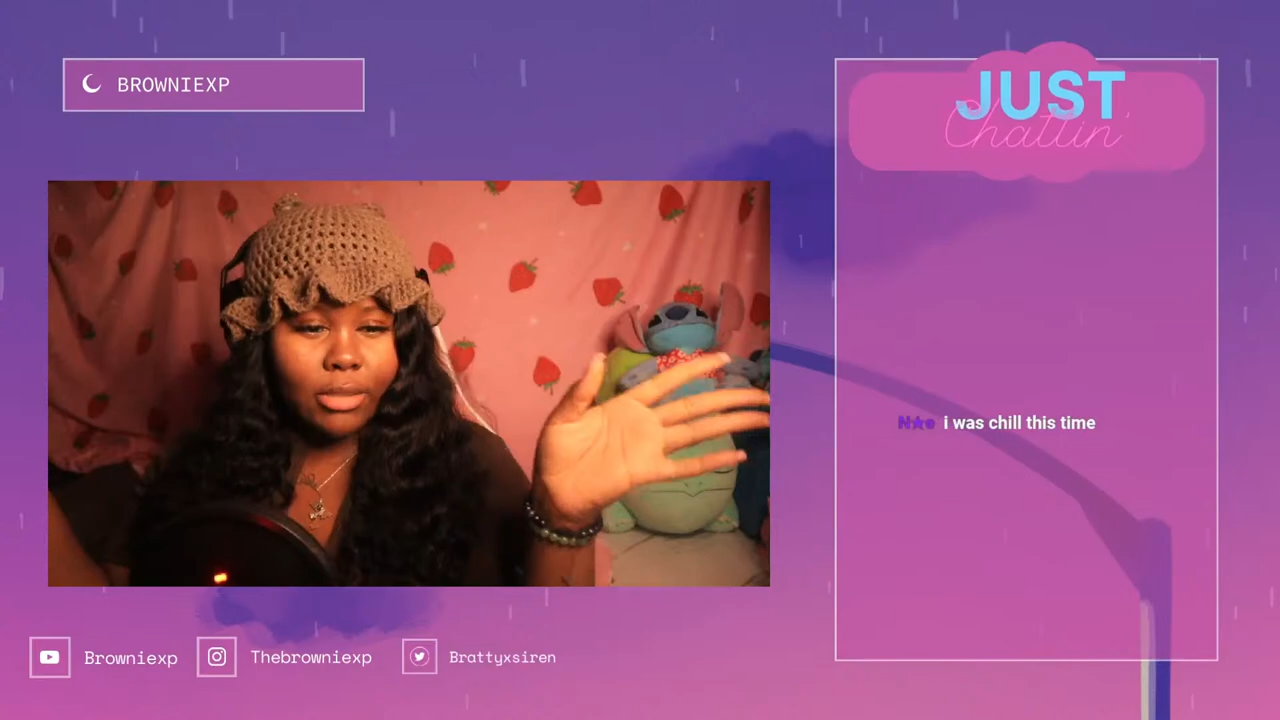 BROWNIEXP
JUST
Chattin'
N★e i was chill this time
Browniexp
Thebrowniexp
Brattyxsiren